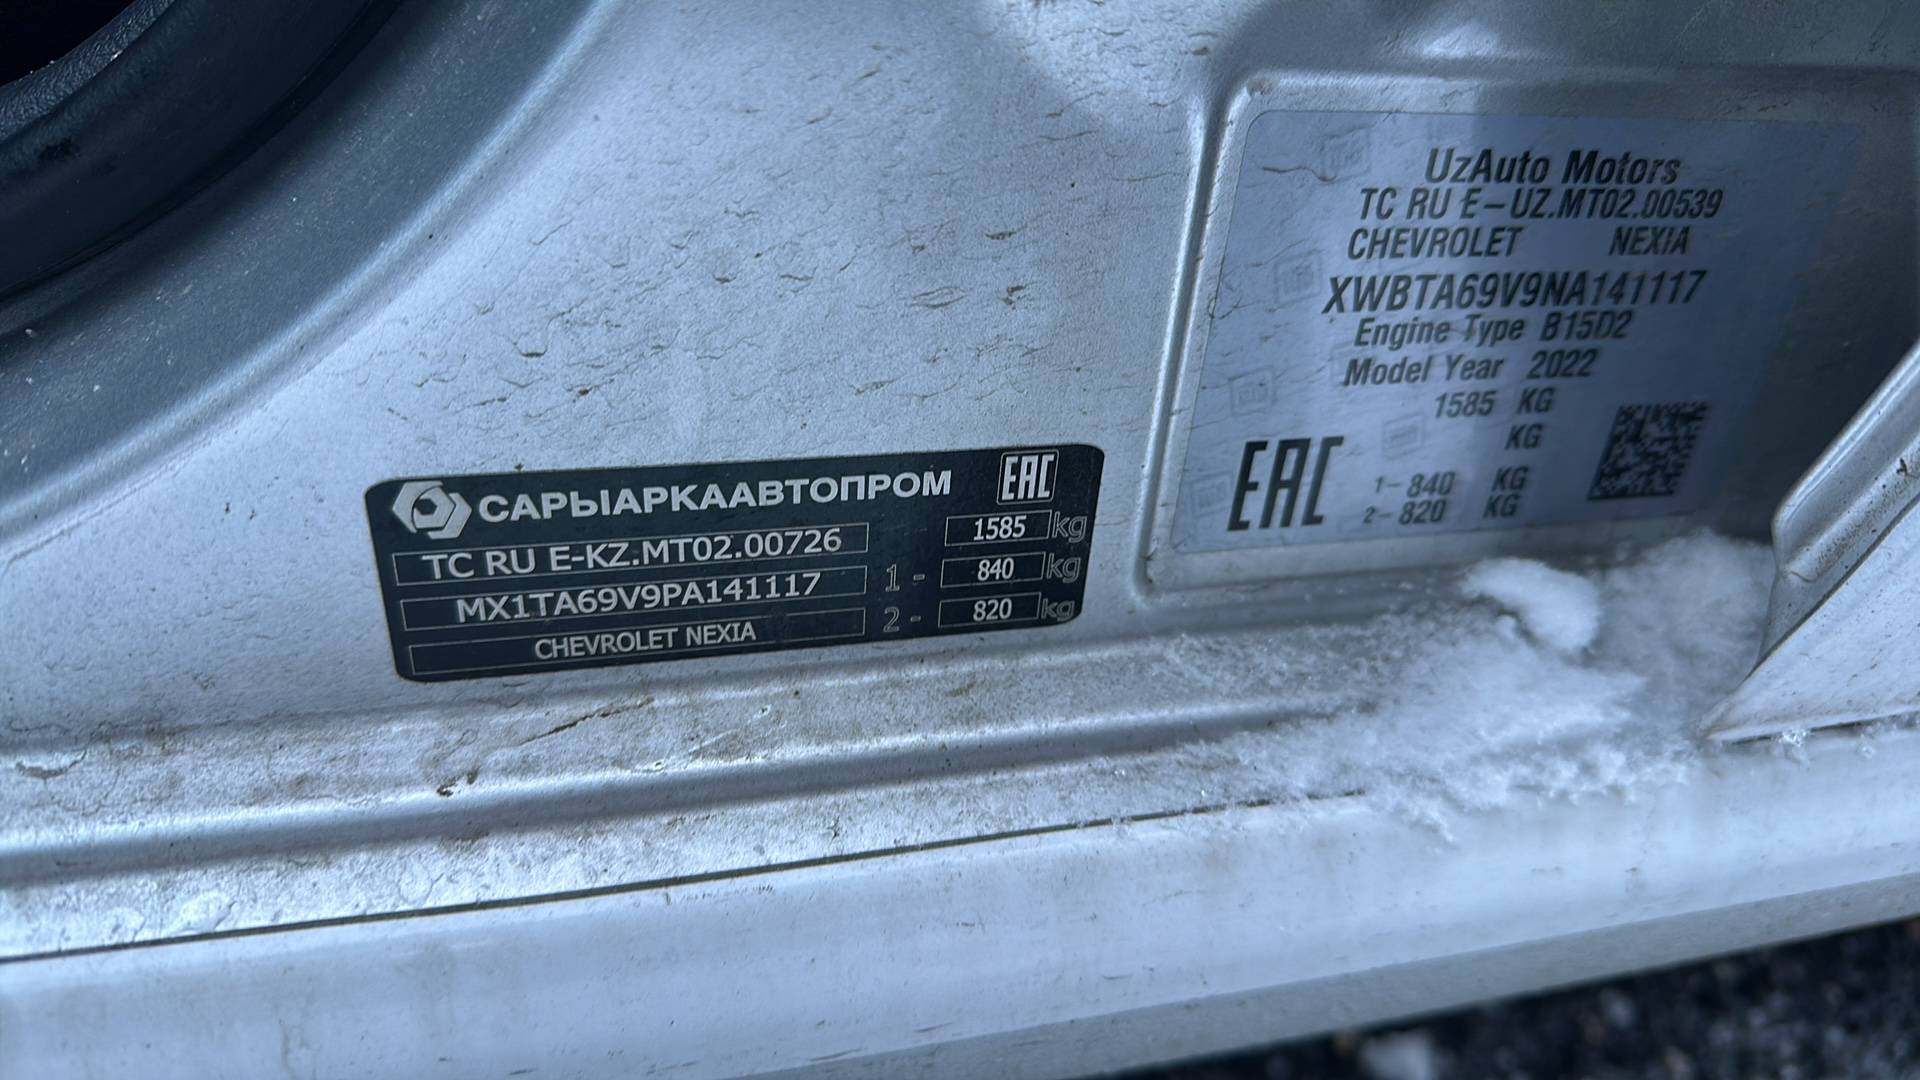 САРЫАРКААВТОПРОМ EAC
TC RU E-KZ.MT02.00726 1585 kg
MX1TA69V9PA141117 1 - 840 kg
CHEVROLET NEXIA 2 - 820 kg
UzAuto Motors
TC RU E-UZ.MT02.00539
CHEVROLET NEXIA
XWBTA69V9NA141117
Engine Type B15D2
Model Year 2022
1585 KG
KG
EAC
1-840 KG
2-820 KG